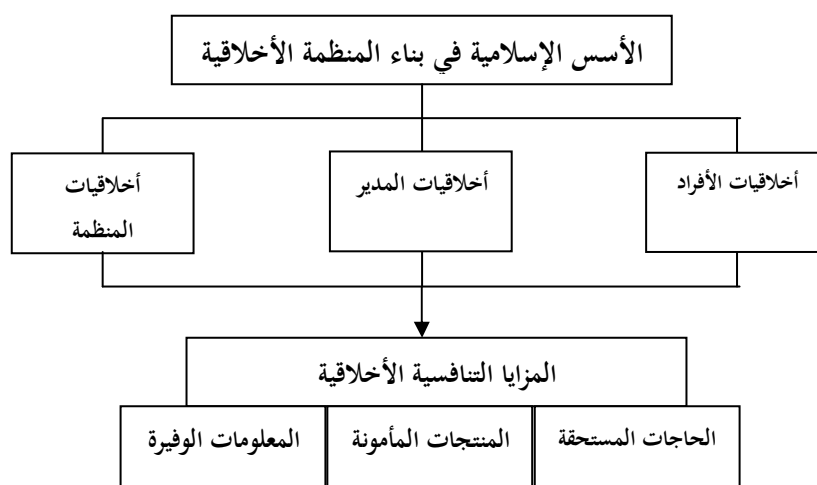 الأسس الإسلامية في بناء المنظمة الأخلاقية
أخلاقيات الأفراد
أخلاقيات المدير
أخلاقيات
المنظمة
المزايا التنافسية الأخلاقية
الحاجات المستحقة
المنتجات المأمونة
المعلومات الوفيرة